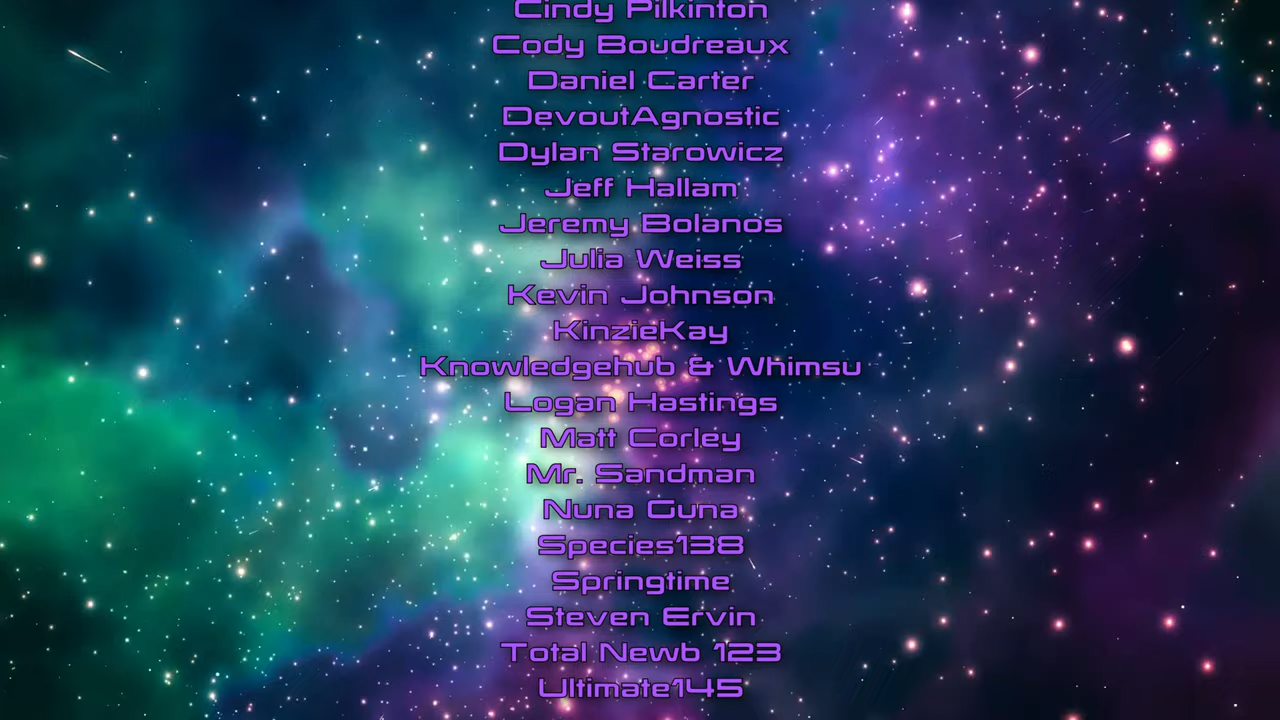 Cindy Pilkinton
Cody Boudreaux
Daniel Carter
DevoutAgnostic
Dylan Starowicz
Jeff Hallam
Jeremy Bolanos
Julia Weiss
Kevin Johnson
KinzieKay
Knowledgehub & Whimsu
Logan Hastings
Matt Corley
Mr. Sandman
Nuna Guna
Species138
Springtime
Steven Ervin
Total Newb 123
Ultimate145